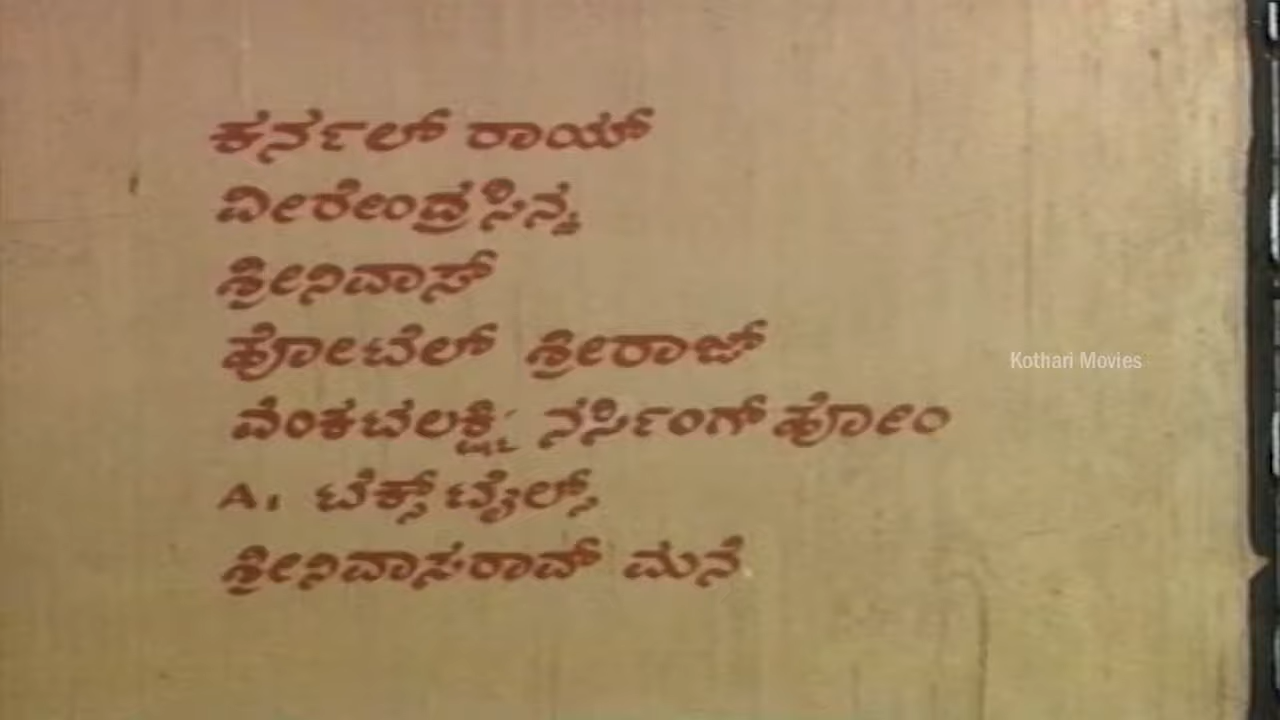 ಕರ್ನಲ್ ರಾಯ್
ವೀರೇಂದ್ರಸಿನ್ಹ
ಶ್ರೀನಿವಾಸ್
ಹೋಟೆಲ್ ಶ್ರೀರಾಜ್
ವೆಂಕಟಲಕ್ಷ್ಮಿ ನರ್ಸಿಂಗ್ ಹೋಂ
Kothari Movies
A. ಟೆಕ್ಸ್ ಟೈಲ್ಸ್
ಶ್ರೀನಿವಾಸರಾವ್ ಮನೆ